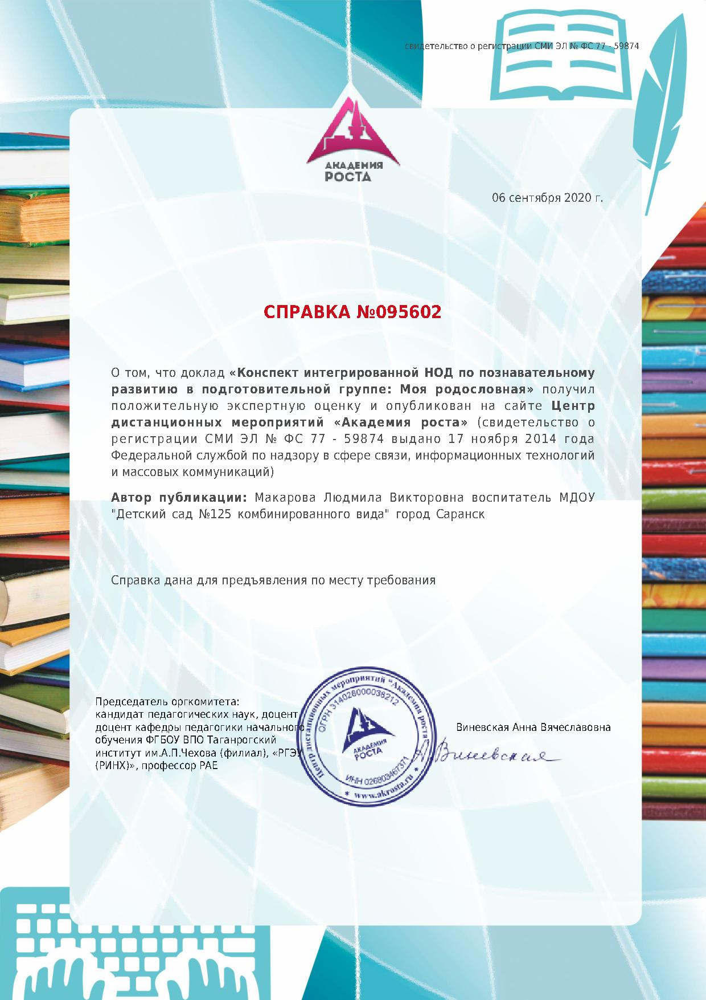 свидетельство о регистрации СМИ ЭЛ № ФС 77 - 59874
АКАДЕМИЯ
РОСТА
06 сентября 2020 г.
СПРАВКА №095602
О том, что доклад «Конспект интегрированной НОД по познавательному
развитию в подготовительной группе: Моя родословная» получил
положительную экспертную оценку и опубликован на сайте Центр
дистанционных мероприятий «Академия роста» (свидетельство о
регистрации СМИ ЭЛ № ФС 77 - 59874 выдано 17 ноября 2014 года
Федеральной службой по надзору в сфере связи, информационных технологий
и массовых коммуникаций)
Автор публикации: Макарова Людмила Викторовна воспитатель МДОУ
"Детский сад №125 комбинированного вида" город Саранск
Справка дана для предъявления по месту требования
Председатель оргкомитета:
кандидат педагогических наук, доцент
доцент кафедры педагогики начального
обучения ФГБОУ ВПО Таганрогский
институт им.А.П.Чехова (филиал), «РГЭУ
(РИНХ)», профессор РАЕ
Центр дистанционных мероприятий "Академия роста"
ОГРН 314028000038212
АКАДЕМИЯ
РОСТА
ИНН 026803467371
* www.akrosta.ru *
Виневская Анна Вячеславовна
А. Виневская